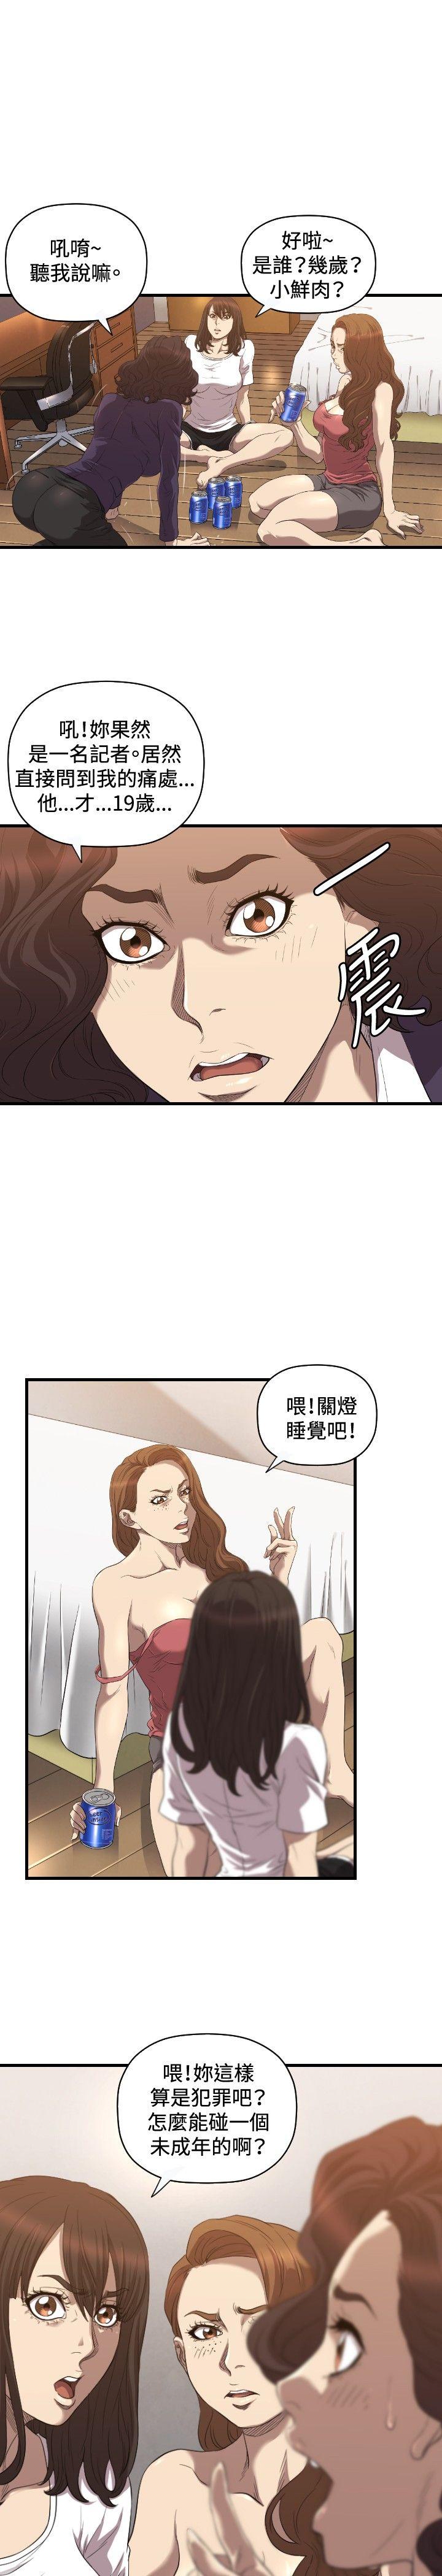 吼唷~
聽我說嘛。
好啦~
是誰？幾歲？
小鮮肉？
吼！妳果然
是一名記者。居然
直接問到我的痛處...
他...才...19歲...
震
喂！關燈
睡覺吧！
喂！妳這樣
算是犯罪吧？
怎麼能碰一個
未成年的啊？